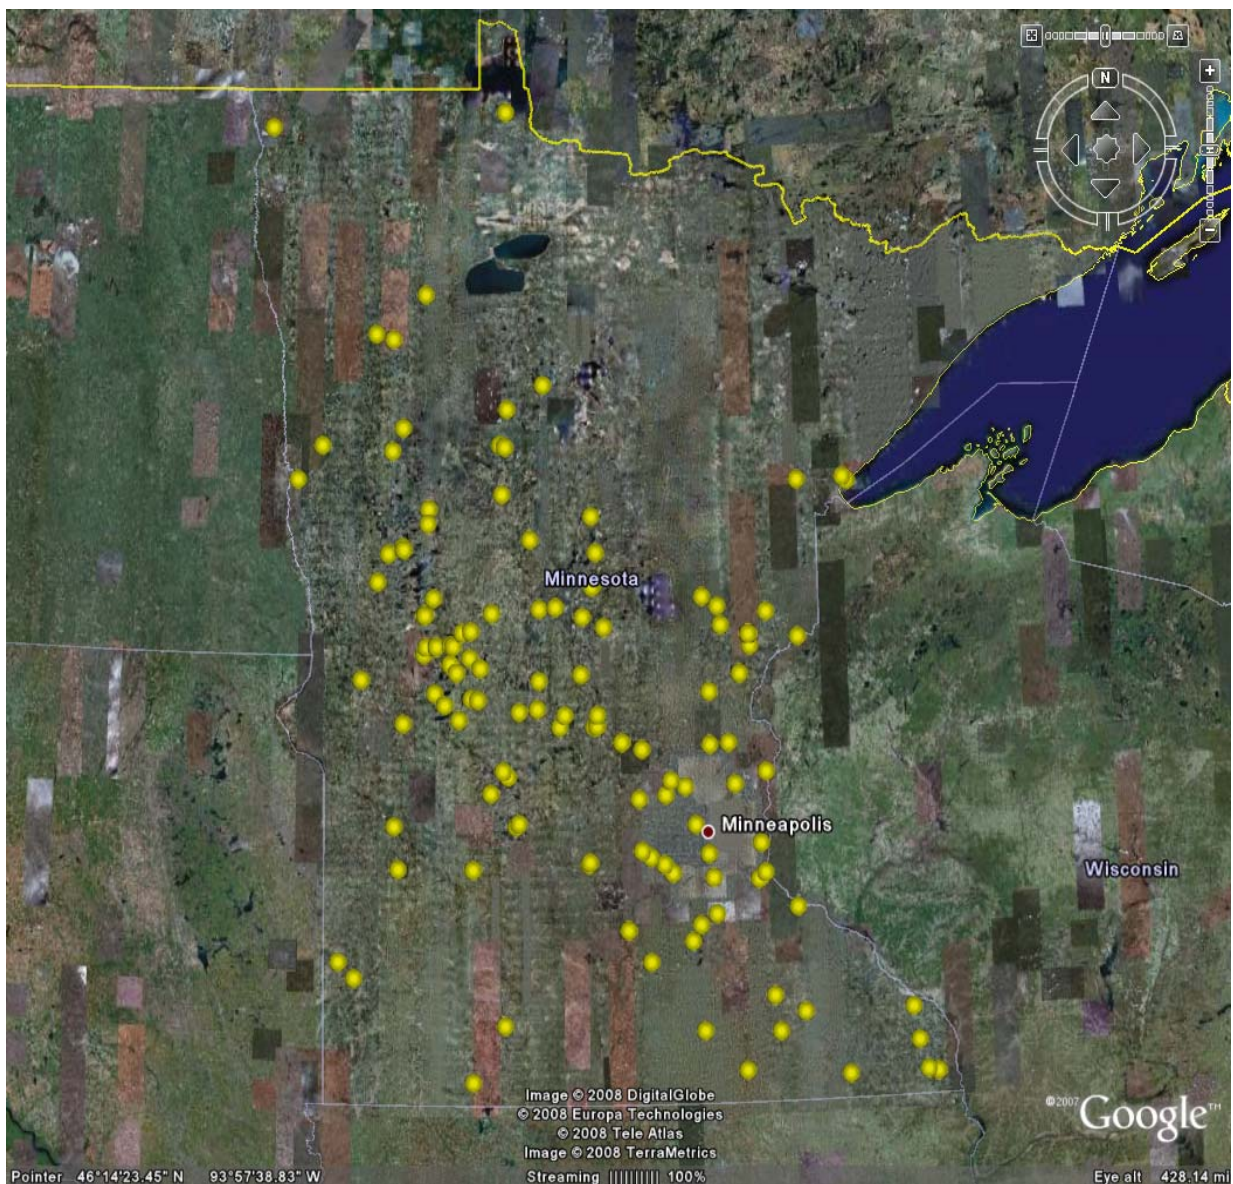 N
Minnesota
Minneapolis
Wisconsin
Image © 2008 DigitalGlobe
© 2008 Europa Technologies
© 2008 Tele Atlas
Image © 2008 TerraMetrics
©2007 Google™
Pointer 46°14'23.45" N 93°57'38.83" W Streaming |||||||||| 100% Eye alt 428.14 mi